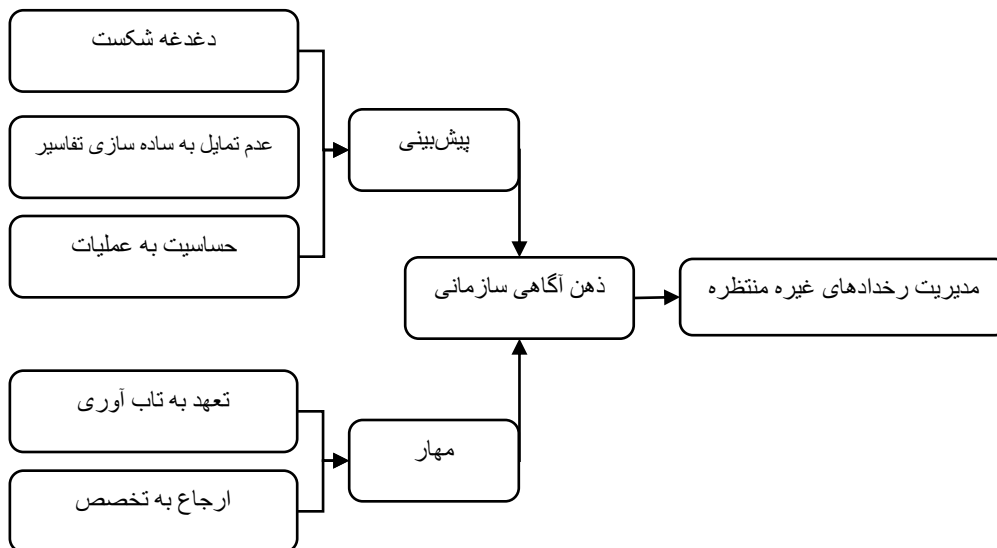 دغدغه شکست
عدم تمایل به ساده سازی تفاسیر
حساسیت به عملیات
پیش‌بینی
تعهد به تاب آوری
ارجاع به تخصص
مهار
ذهن آگاهی سازمانی
مدیریت رخدادهای غیره منتظره